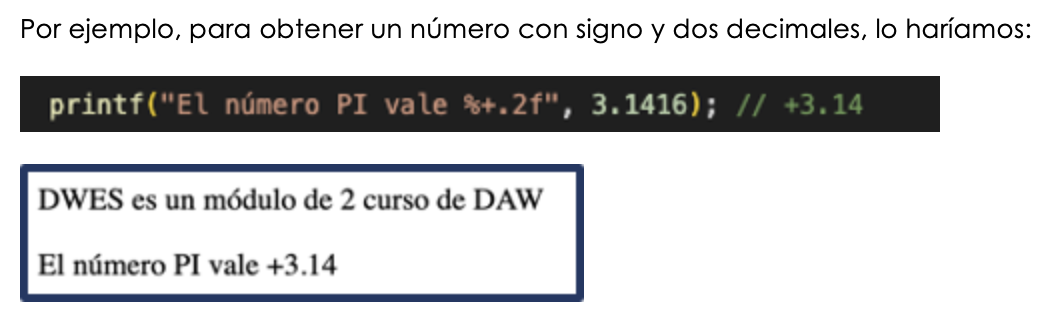 Por ejemplo, para obtener un número con signo y dos decimales, lo haríamos:
printf("El número PI vale %+.2f", 3.1416); // +3.14
DWES es un módulo de 2 curso de DAW
El número PI vale +3.14